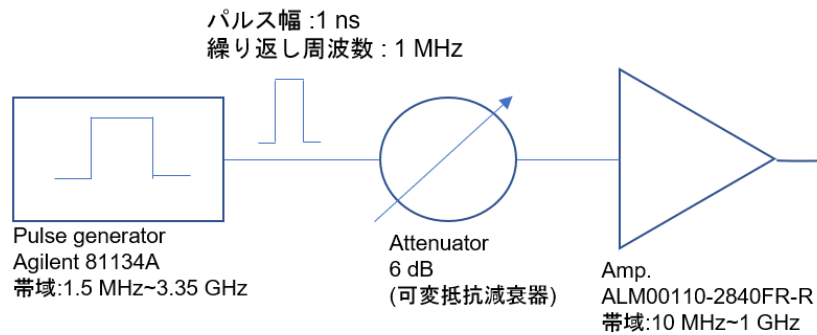 パルス幅 :1 ns
繰り返し周波数 : 1 MHz
Pulse generator
Agilent 81134A
帯域:1.5 MHz~3.35 GHz
Attenuator
6 dB
(可変抵抗減衰器)
Amp.
ALM00110-2840FR-R
帯域:10 MHz~1 GHz